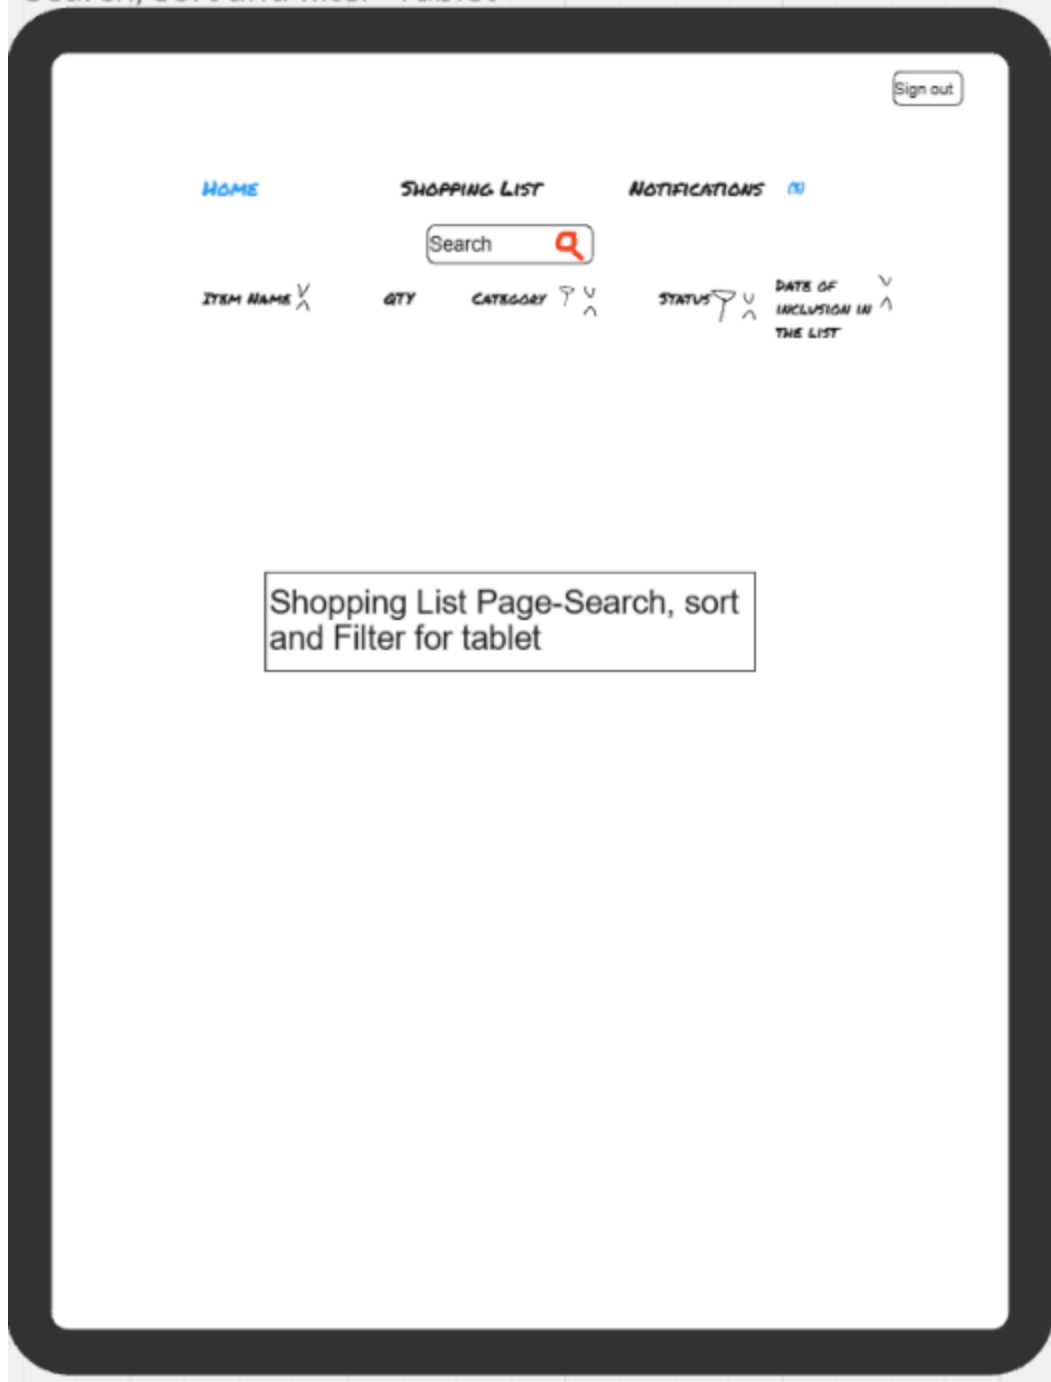 Sign out
Home Shopping List Notifications
Search
Item Name QTY Category Status Date of
inclusion in
the list
Shopping List Page-Search, sort
and Filter for tablet